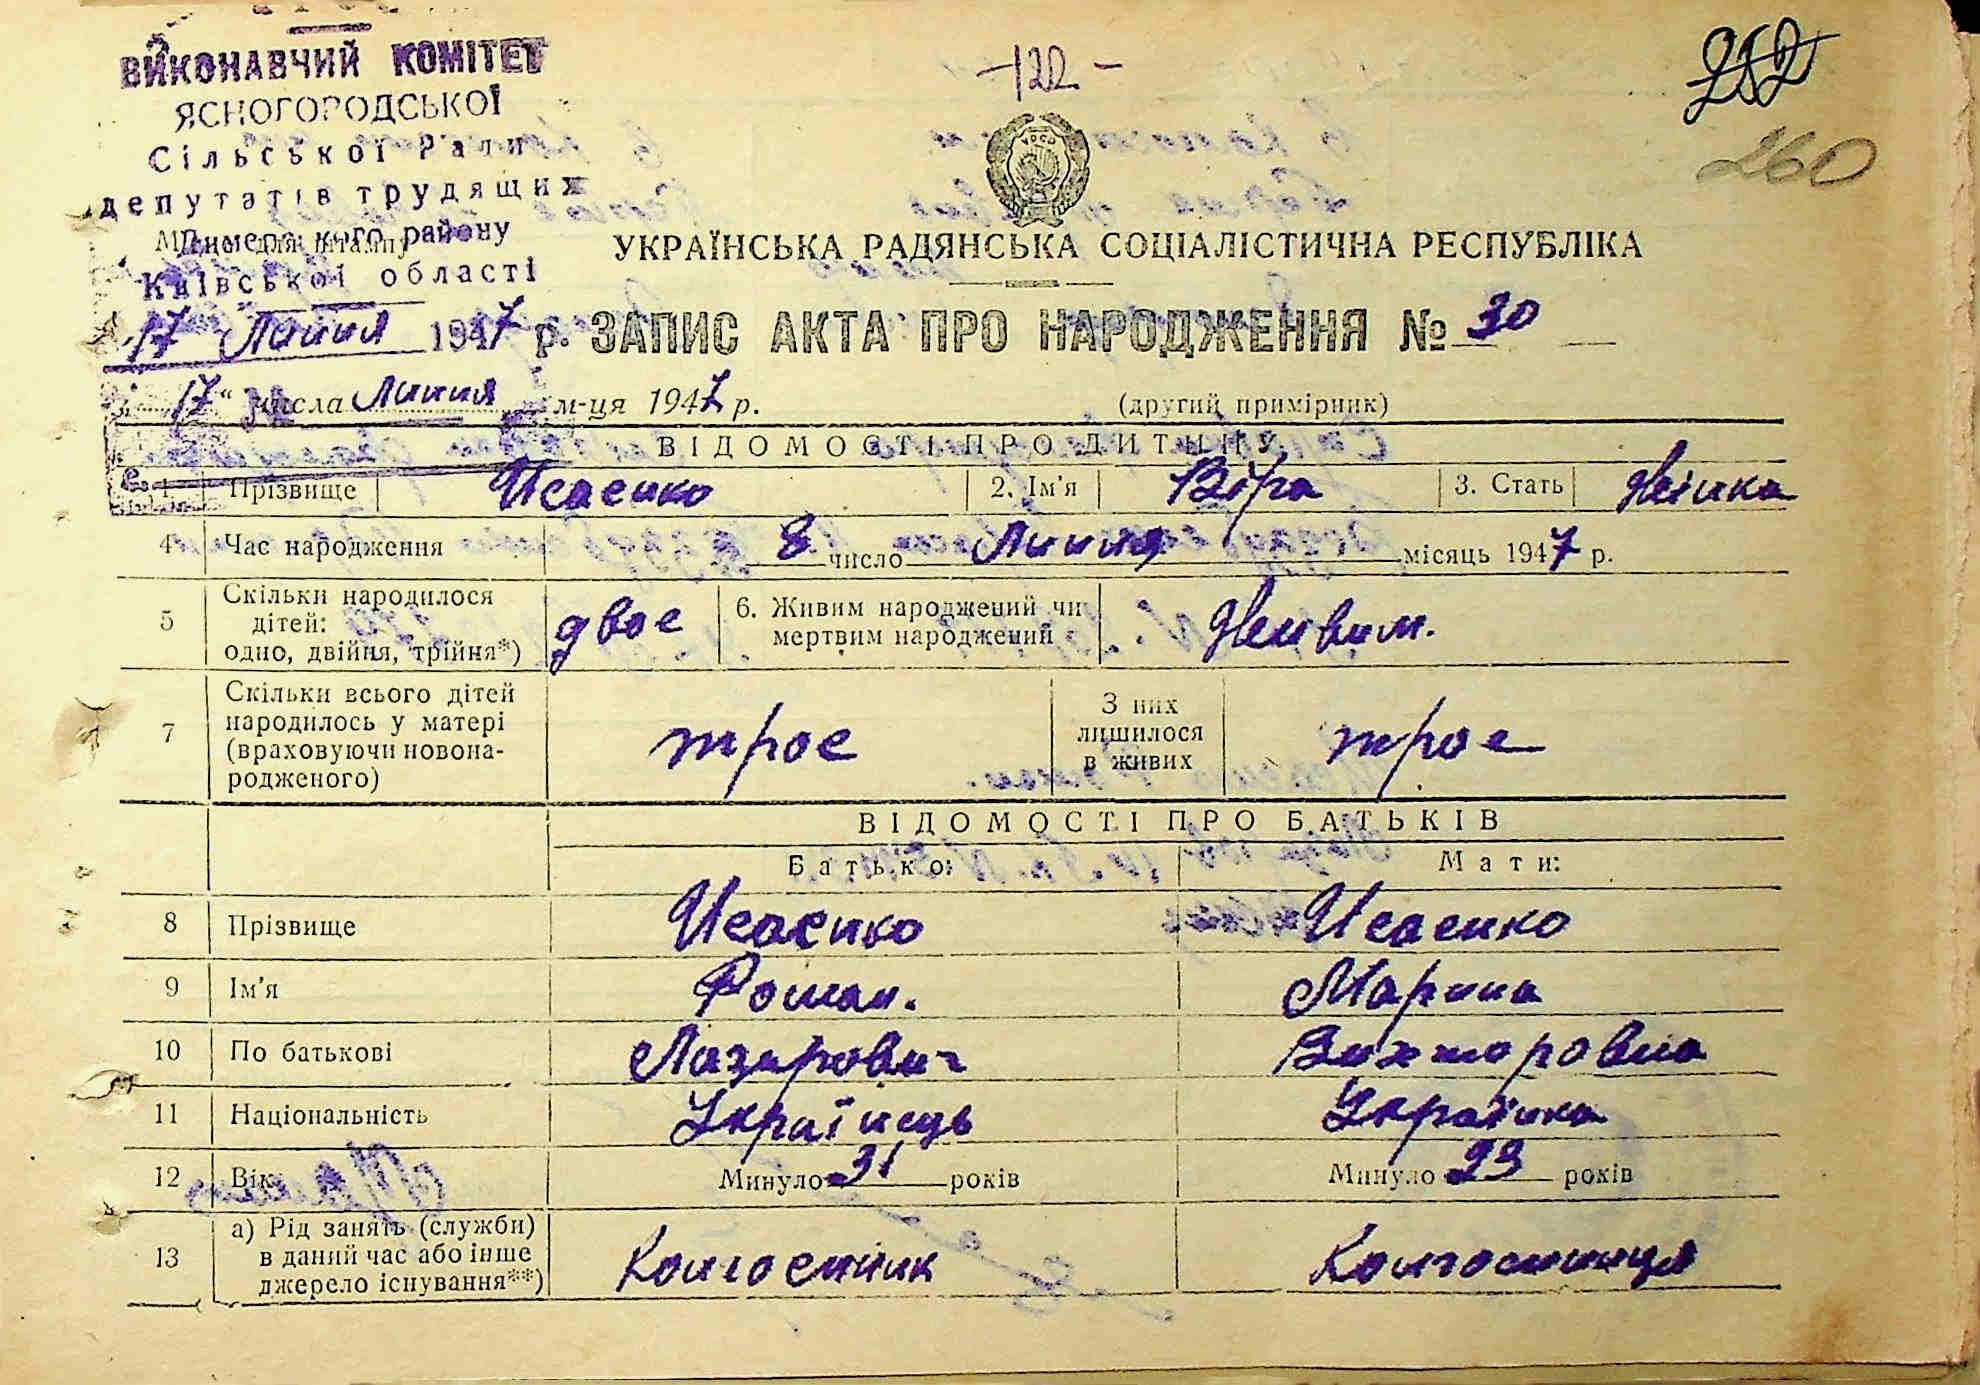 -122-
252
260
ВИКОНАВЧИЙ КОМІТЕТ
ЯСНОГОРОДСЬКОЇ
Сільської Ради
депутатів трудящих
Димерського району
Київської області
17 Липня 1947 р.
УКРАЇНСЬКА РАДЯНСЬКА СОЦІАЛІСТИЧНА РЕСПУБЛІКА
ЗАПИС АКТА ПРО НАРОДЖЕННЯ № 30
„17“ числа Липня м-ця 1947 р. (другий примірник)
ВІДОМОСТІ ПРО ДИТИНУ
1 Прізвище Исаенко 2. Ім'я Віра 3. Стать Жінка
4 Час народження 8 число Липня місяць 1947 р.
5 Скільки народилося дітей: одно, двійня, трійня*) двое 6. Живим народжений чи мертвим народжений Живим.
7 Скільки всього дітей народилось у матері (враховуючи новонародженого) трое З них лишилося в живих трое
ВІДОМОСТІ ПРО БАТЬКІВ
Батько: Мати:
8 Прізвище Исаенко Исаенко
9 Ім'я Роман. Марина
10 По батькові Лазарович Вихторовна
11 Національність Українець Українка
12 Вік Минуло 31 років Минуло 23 років
13 а) Рід занять (служби) в даний час або інше джерело існування**) Колгоспник Колгоспниця